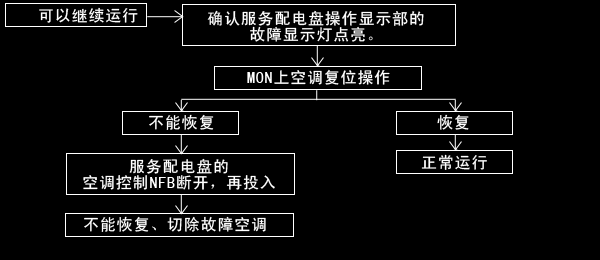 可以继续运行
确认服务配电盘操作显示部的
故障显示灯点亮。
MON上空调复位操作
不能恢复
恢复
服务配电盘的
空调控制NFB断开，再投入
正常运行
不能恢复、切除故障空调